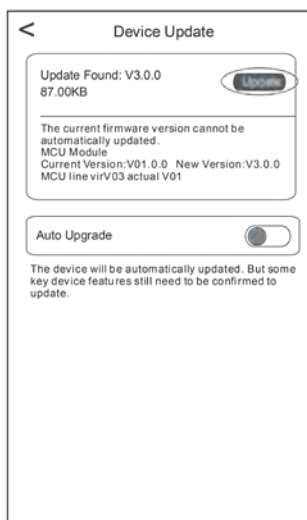 < Device Update
Update Found: V3.0.0
Update
87.00KB
The current firmware version cannot be
automatically updated.
MCU Module
Current Version:V01.0.0 New Version:V3.0.0
MCU line virV03 actual V01
Auto Upgrade
The device will be automatically updated. But some
key device features still need to be confirmed to
update.